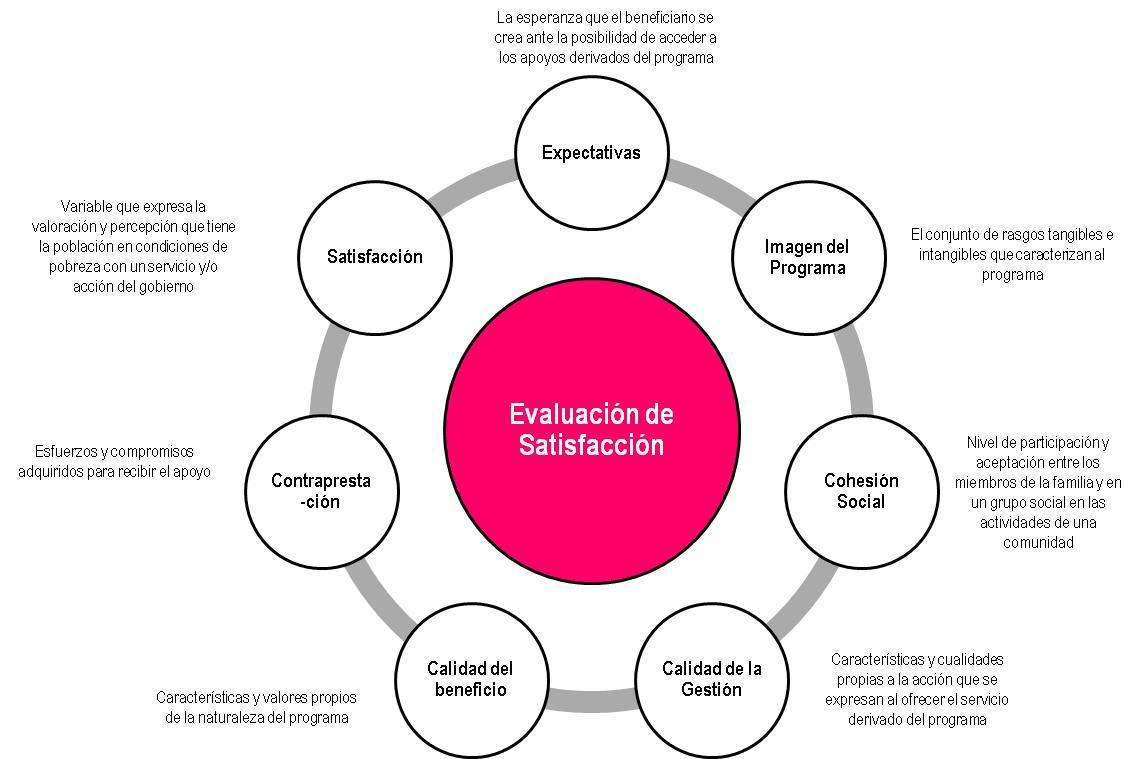 La esperanza que el beneficiario se
crea ante la posibilidad de acceder a
los apoyos derivados del programa
Expectativas
Variable que expresa la
valoración y percepción que tiene
la población en condiciones de
pobreza con un servicio y/o
acción del gobierno
Satisfacción
Imagen del
Programa
El conjunto de rasgos tangibles e
intangibles que caracterizan al
programa
Evaluación de
Satisfacción
Esfuerzos y compromisos
adquiridos para recibir el apoyo
Contrapresta
-ción
Cohesión
Social
Nivel de participación y
aceptación entre los
miembros de la familia y en
un grupo social en las
actividades de una
comunidad
Características y valores propios
de la naturaleza del programa
Calidad del
beneficio
Calidad de la
Gestión
Características y cualidades
propias a la acción que se
expresan al ofrecer el servicio
derivado del programa